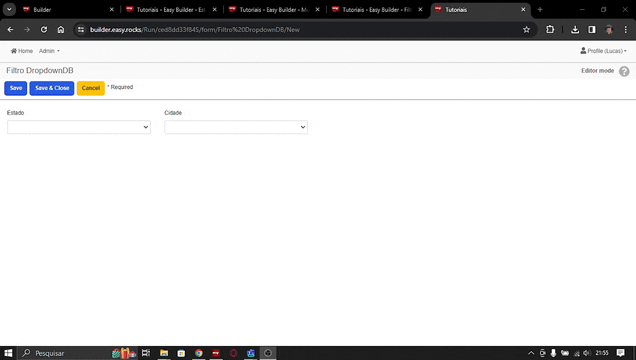 Builder
Tutoriais - Easy Builder - Est
Tutoriais - Easy Builder - M
Tutoriais - Easy Builder - Filt
Tutoriais
builder.easy.rocks/Run/ced8dd33f845/form/Filtro%20DropdownDB/New
Home Admin Profile (Lucas)
Filtro DropdownDB Editor mode ?
Save Save & Close Cancel * Required
Estado Cidade
Pesquisar 21:55